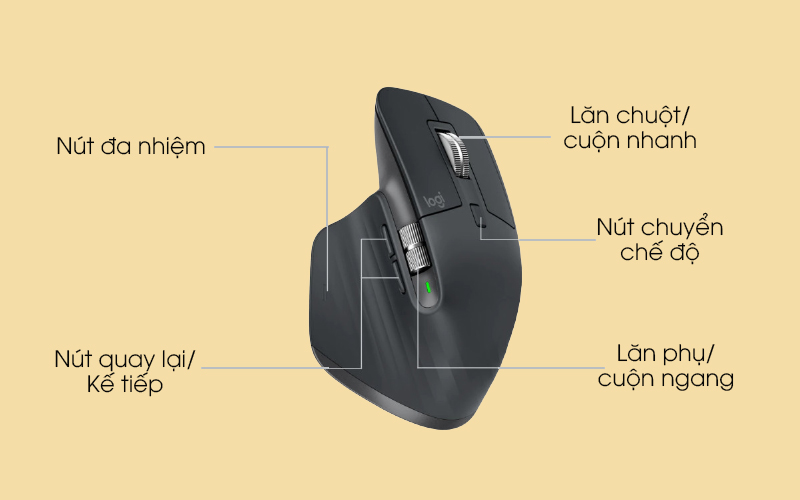 Nút đa nhiệm
Lăn chuột/
cuộn nhanh
logi
Nút chuyển
chế độ
Nút quay lại/
Kế tiếp
Lăn phụ/
cuộn ngang